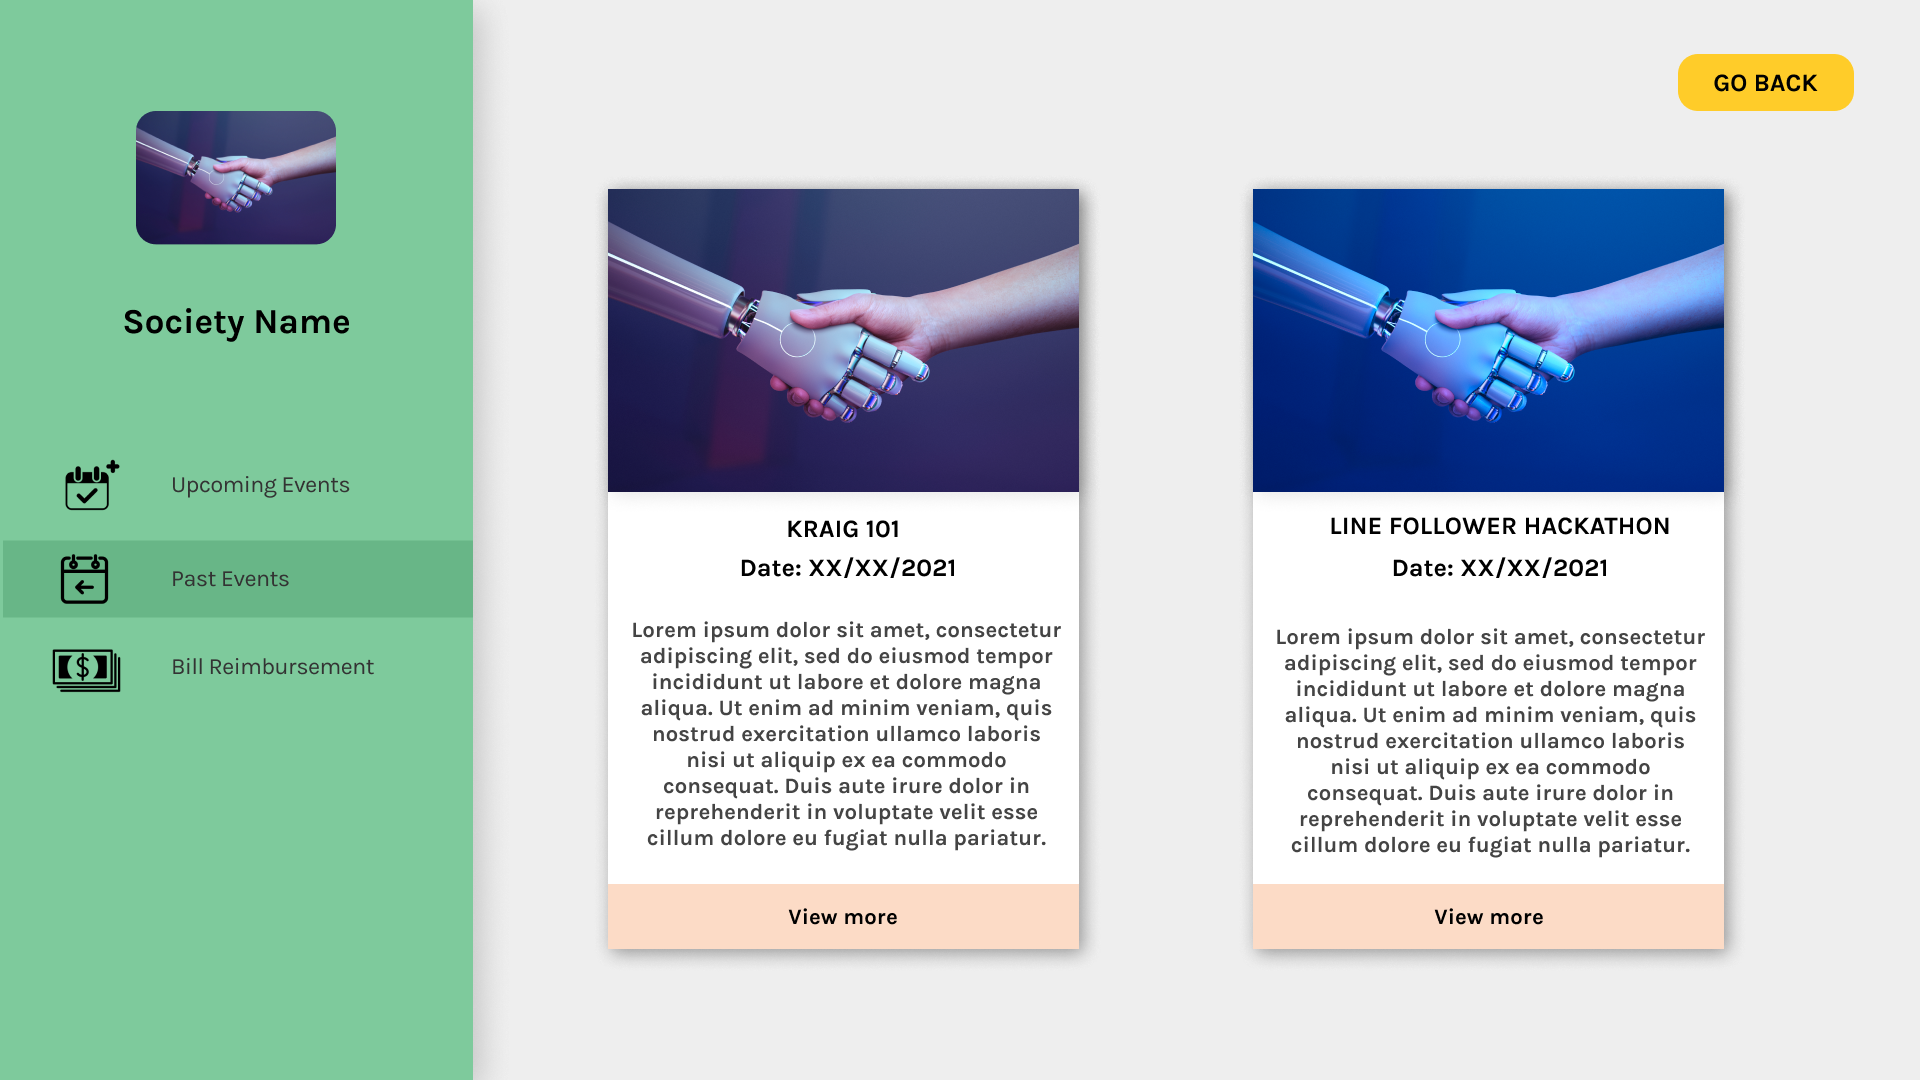 GO BACK
Society Name
Upcoming Events
Past Events
Bill Reimbursement
KRAIG 101
Date: XX/XX/2021
Lorem ipsum dolor sit amet, consectetur
adipiscing elit, sed do eiusmod tempor
incididunt ut labore et dolore magna
aliqua. Ut enim ad minim veniam, quis
nostrud exercitation ullamco laboris
nisi ut aliquip ex ea commodo
consequat. Duis aute irure dolor in
reprehenderit in voluptate velit esse
cillum dolore eu fugiat nulla pariatur.
View more
LINE FOLLOWER HACKATHON
Date: XX/XX/2021
Lorem ipsum dolor sit amet, consectetur
adipiscing elit, sed do eiusmod tempor
incididunt ut labore et dolore magna
aliqua. Ut enim ad minim veniam, quis
nostrud exercitation ullamco laboris
nisi ut aliquip ex ea commodo
consequat. Duis aute irure dolor in
reprehenderit in voluptate velit esse
cillum dolore eu fugiat nulla pariatur.
View more